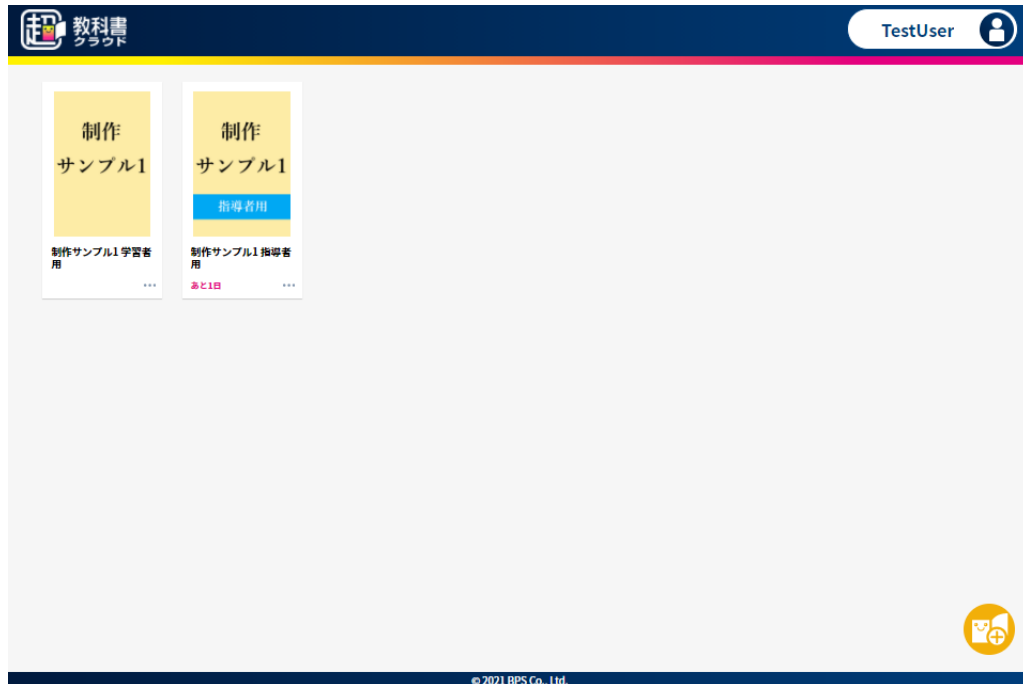 超 教科書
クラウド
TestUser
制作
サンプル1
制作サンプル1 学習者
用
制作
サンプル1
指導者用
制作サンプル1 指導者
用
あと1日
© 2021 BPS Co., Ltd.